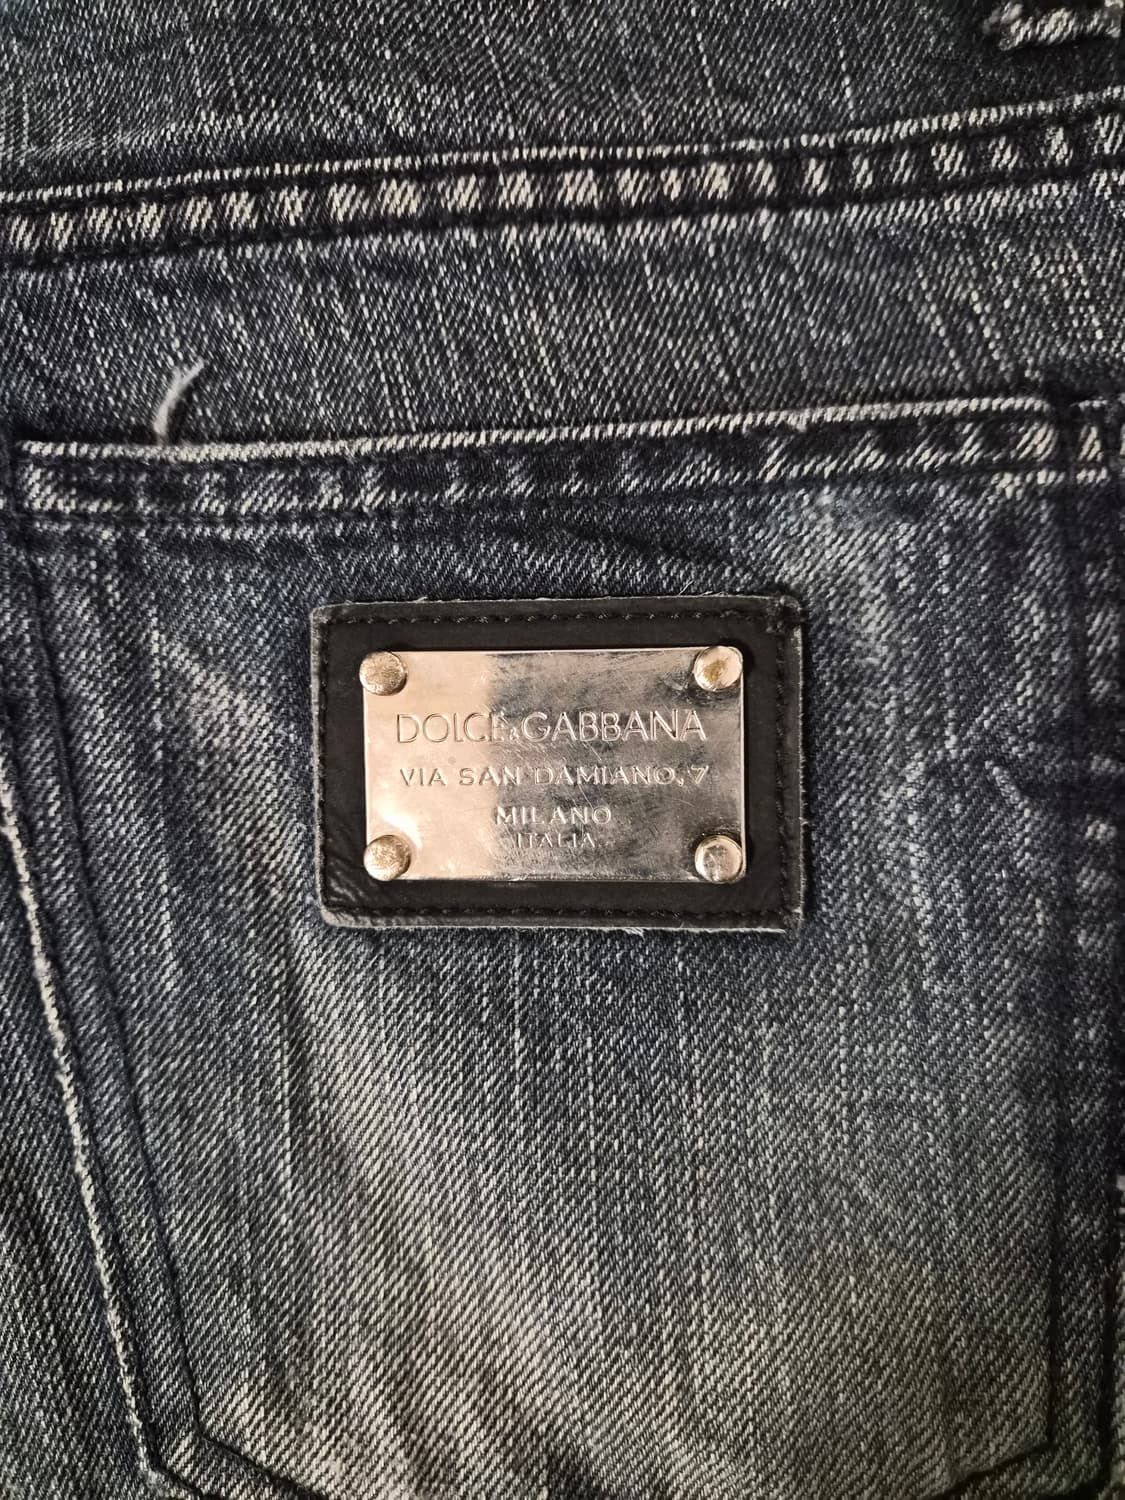 DOLCE&GABBANA
VIA SAN DAMIANO, 7
MILANO
ITALIA